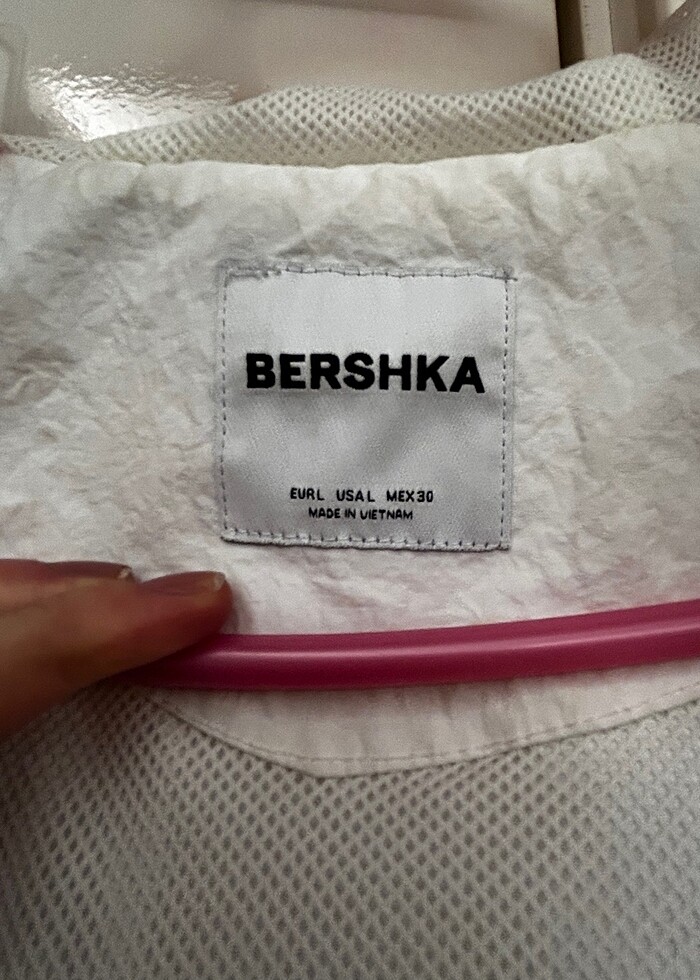 BERSHKA
EUR L USA L MEX 30
MADE IN VIETNAM